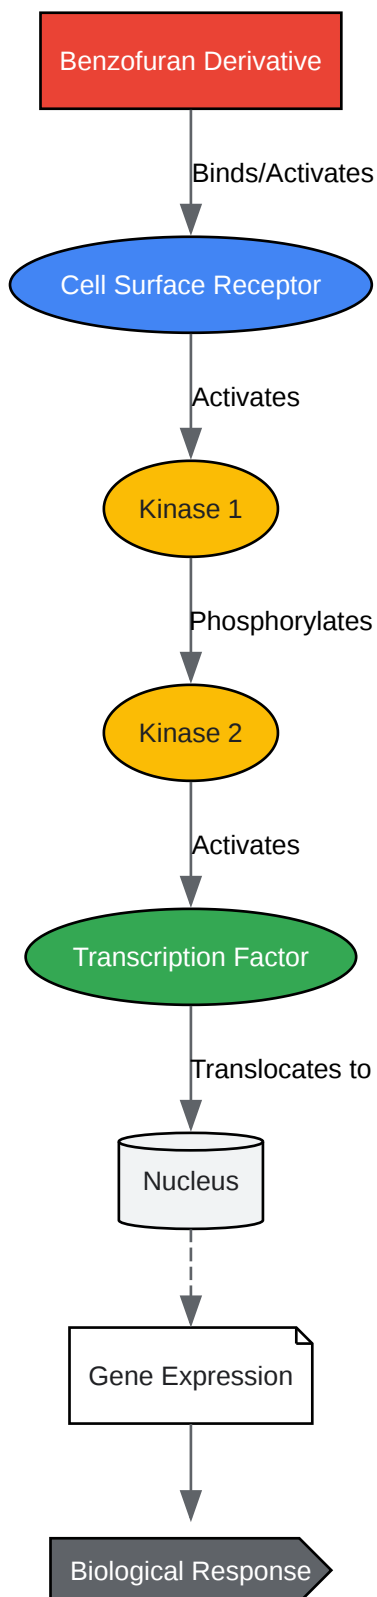 Benzofuran Derivative
Binds/Activates
Cell Surface Receptor
Activates
Kinase 1
Phosphorylates
Kinase 2
Activates
Transcription Factor
Translocates to
Nucleus
Gene Expression
Biological Response